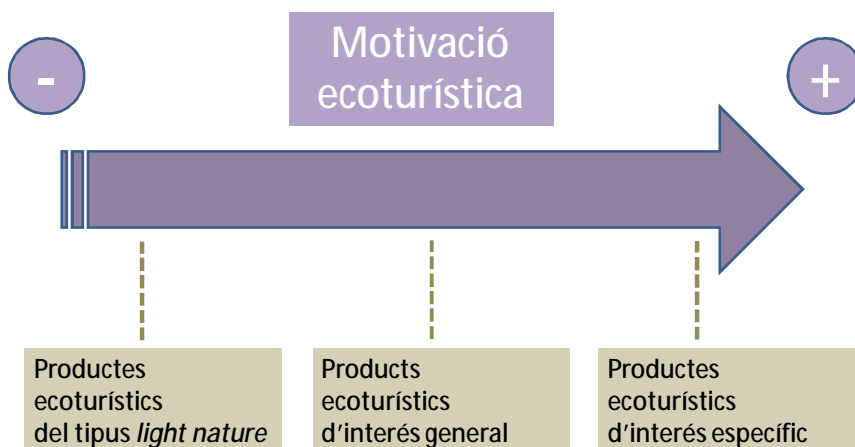 Motivació
ecoturística
-
+
Productes
ecoturístics
del tipus light nature
Products
ecoturístics
d'interés general
Productes
ecoturístics
d'interés específic